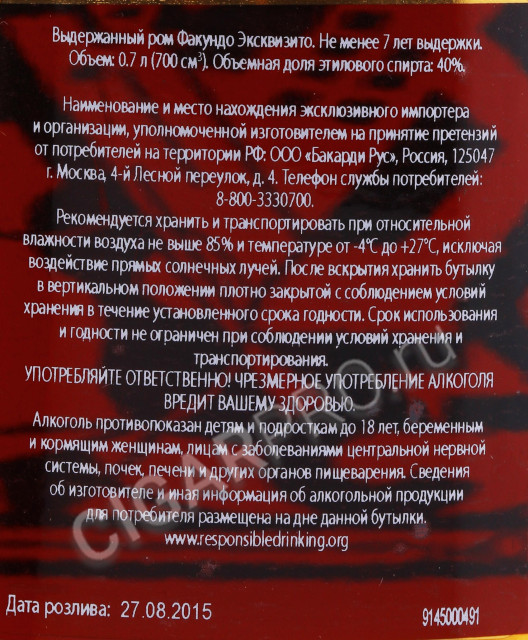 Выдержанный ром Факундо Эксквизито. Не менее 7 лет выдержки.
Объем: 0.7 л (700 см³). Объемная доля этилового спирта: 40%.
Наименование и место нахождения эксклюзивного импортера
и организации, уполномоченной изготовителем на принятие претензий
от потребителей на территории РФ: ООО «Бакарди Рус», Россия, 125047
г. Москва, 4-й Лесной переулок, д. 4. Телефон службы потребителей:
8-800-3330700.
Рекомендуется хранить и транспортировать при относительной
влажности воздуха не выше 85% и температуре от -4°С до +27°С, исключая
воздействие прямых солнечных лучей. После вскрытия хранить бутылку
в вертикальном положении плотно закрытой с соблюдением условий
хранения в течение установленного срока годности. Срок использования
и годности не ограничен при соблюдении условий хранения и
транспортирования.
УПОТРЕБЛЯЙТЕ ОТВЕТСТВЕННО! ЧРЕЗМЕРНОЕ УПОТРЕБЛЕНИЕ АЛКОГОЛЯ
ВРЕДИТ ВАШЕМУ ЗДОРОВЬЮ.
Алкоголь противопоказан детям и подросткам до 18 лет, беременным
и кормящим женщинам, лицам с заболеваниями центральной нервной
системы, почек, печени и других органов пищеварения. Сведения
об изготовителе и иная информация об алкогольной продукции
для потребителя размещена на дне данной бутылки.
www.responsibledrinking.org
CIGARPRO.ru
Дата розлива: 27.08.2015
9145000491